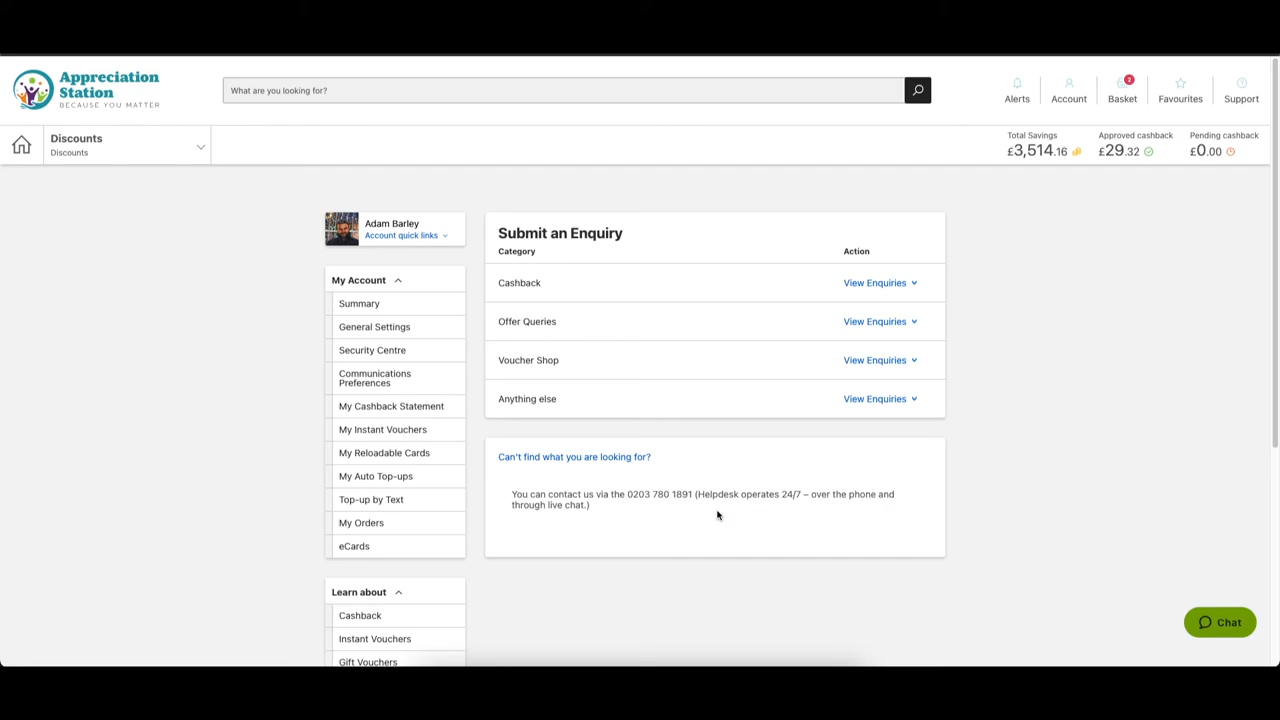 Appreciation
Station
BECAUSE YOU MATTER
What are you looking for?
Alerts
Account
2
Basket
Favourites
Support
Discounts
Discounts
Total Savings
£3,514.16
Approved cashback
£29.32
Pending cashback
£0.00
Adam Barley
Account quick links
My Account
Summary
General Settings
Security Centre
Communications
Preferences
My Cashback Statement
My Instant Vouchers
My Reloadable Cards
My Auto Top-ups
Top-up by Text
My Orders
eCards
Learn about
Cashback
Instant Vouchers
Gift Vouchers
Submit an Enquiry
Category Action
Cashback View Enquiries
Offer Queries View Enquiries
Voucher Shop View Enquiries
Anything else View Enquiries
Can't find what you are looking for?
You can contact us via the 0203 780 1891 (Helpdesk operates 24/7 – over the phone and
through live chat.)
Chat